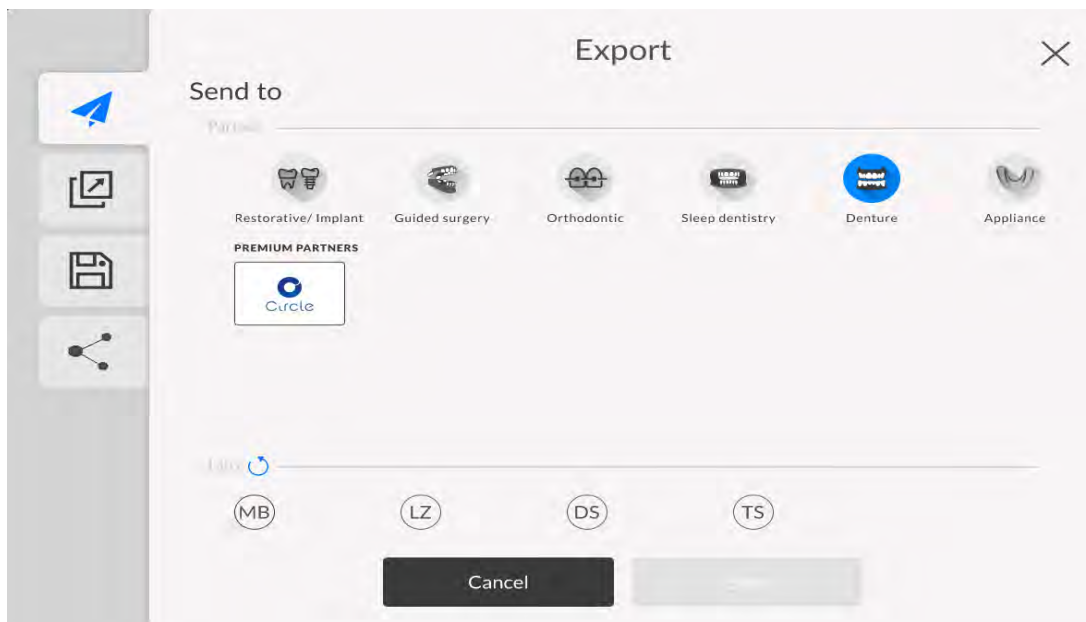 Export
Send to
Partner
Restorative/ Implant
Guided surgery
Orthodontic
Sleep dentistry
Denture
Appliance
PREMIUM PARTNERS
Circle
MB
LZ
DS
TS
Cancel